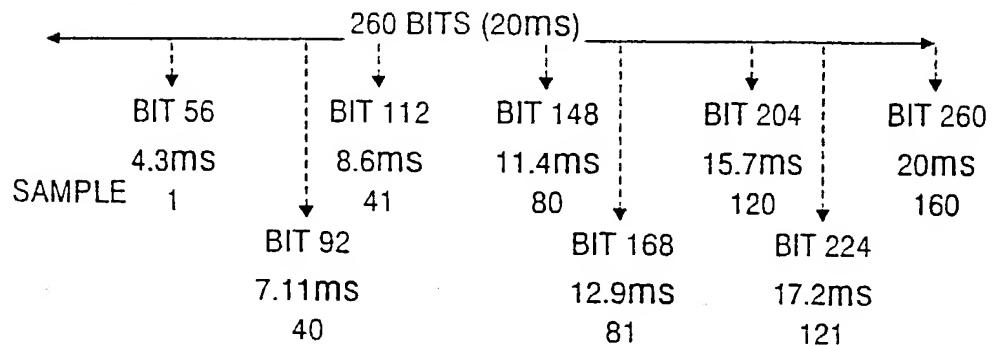 260 BITS (20ms)
BIT 56 BIT 112 BIT 148 BIT 204 BIT 260
4.3ms 8.6ms 11.4ms 15.7ms 20ms
SAMPLE 1 41 80 120 160
BIT 92 BIT 168 BIT 224
7.11ms 12.9ms 17.2ms
40 81 121